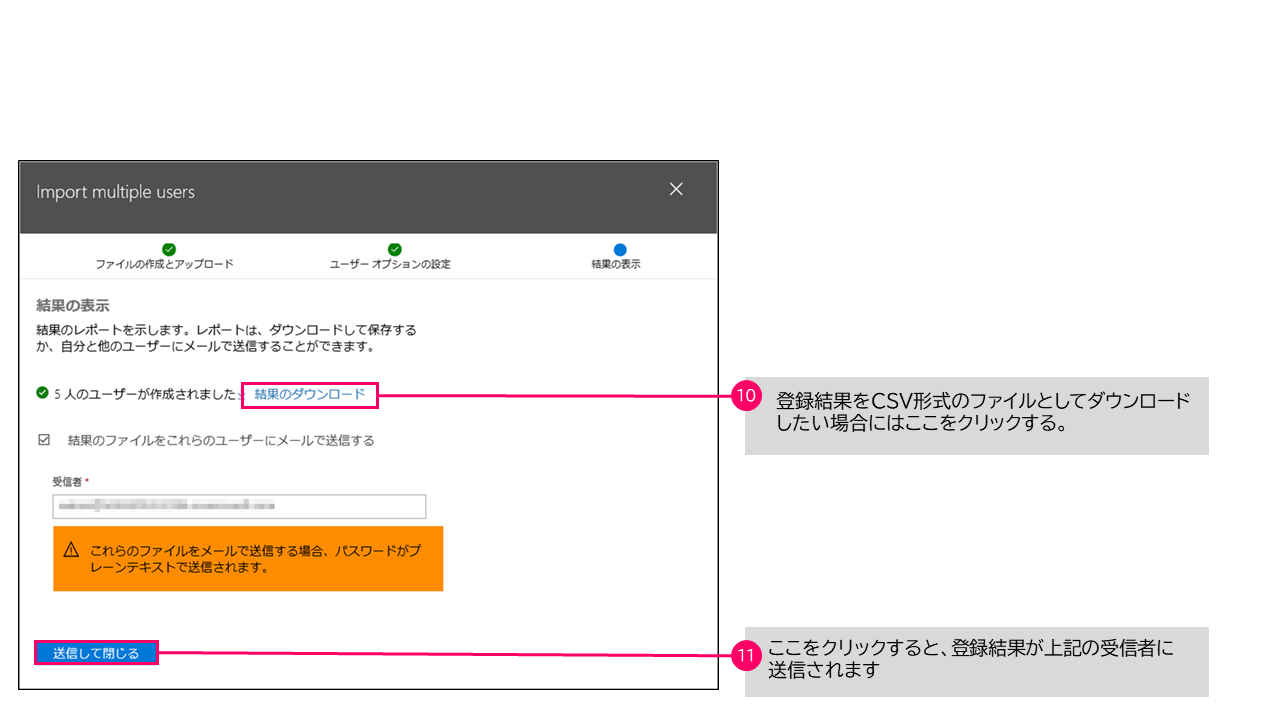 Import multiple users
ファイルの作成とアップロード
ユーザー オプションの設定
結果の表示
結果の表示
結果のレポートを示します。レポートは、ダウンロードして保存する
か、自分と他のユーザーにメールで送信することができます。
5 人のユーザーが作成されました 結果のダウンロード
10
登録結果をCSV形式のファイルとしてダウンロード
したい場合にはここをクリックする。
結果のファイルをこれらのユーザーにメールで送信する
受信者 *
これらのファイルをメールで送信する場合、パスワードがプ
レーンテキストで送信されます。
送信して閉じる
11
ここをクリックすると、登録結果が上記の受信者に
送信されます